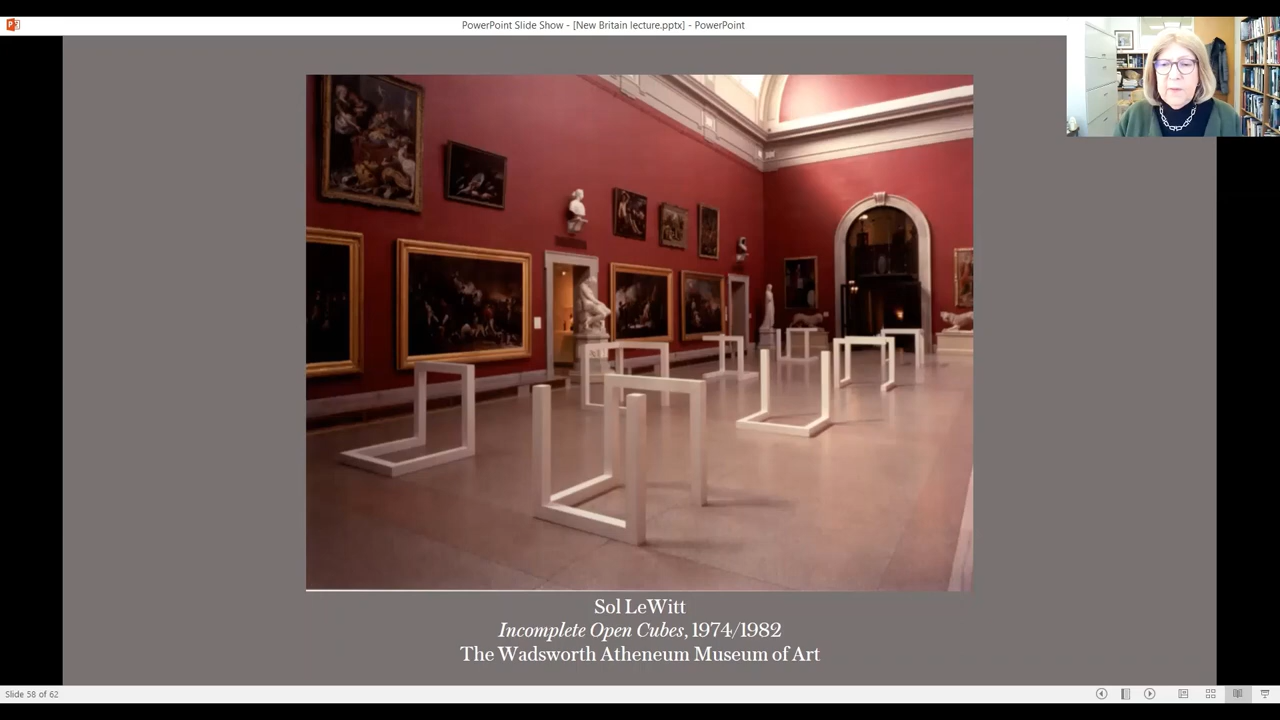 PowerPoint Slide Show - [New Britain lecture.pptx] - PowerPoint
Sol LeWitt
Incomplete Open Cubes, 1974/1982
The Wadsworth Atheneum Museum of Art
Slide 58 of 62